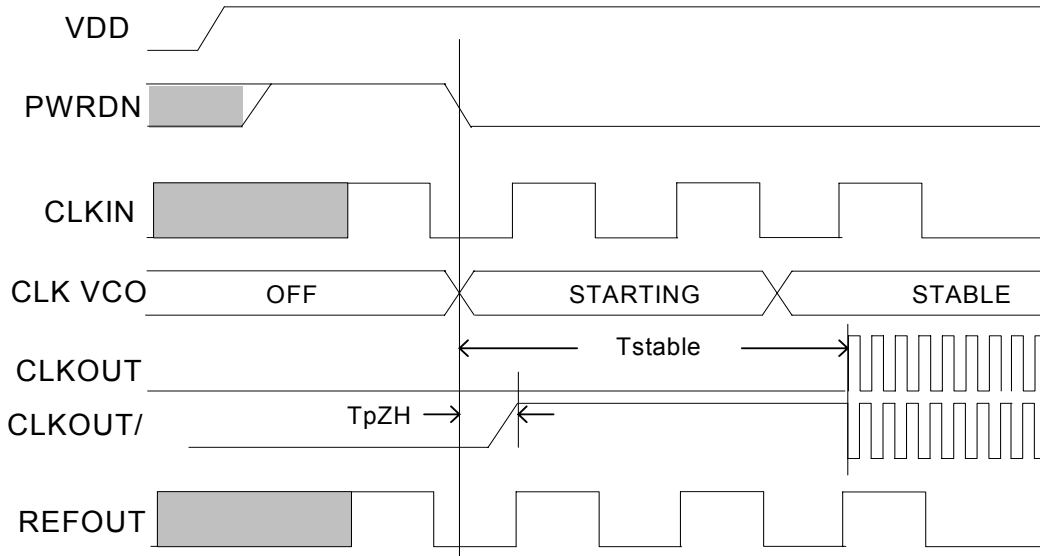 VDD
PWRDN
CLKIN
CLK VCO OFF STARTING STABLE
Tstable
CLKOUT
TpZH
CLKOUT/
REFOUT